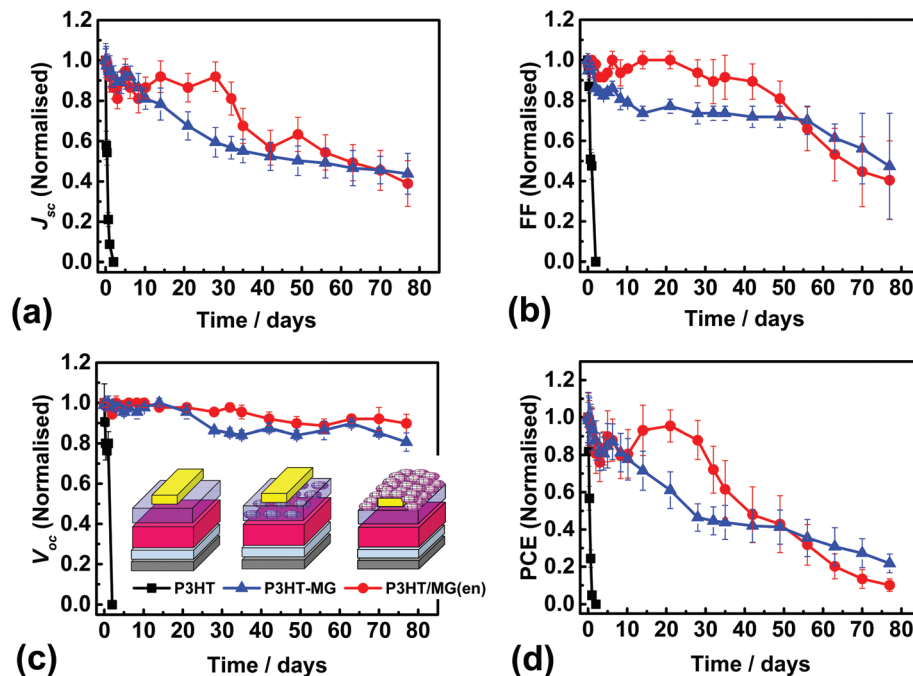 1.2
1.0
0.8
0.6
0.4
0.2
0.0
J_sc (Normalised)
0 10 20 30 40 50 60 70 80
Time / days
(a)
1.2
1.0
0.8
0.6
0.4
0.2
0.0
FF (Normalised)
0 10 20 30 40 50 60 70 80
Time / days
(b)
1.2
1.0
0.8
0.6
0.4
0.2
0.0
V_oc (Normalised)
P3HT P3HT-MG P3HT/MG(en)
0 10 20 30 40 50 60 70 80
Time / days
(c)
1.2
1.0
0.8
0.6
0.4
0.2
0.0
PCE (Normalised)
0 10 20 30 40 50 60 70 80
Time / days
(d)